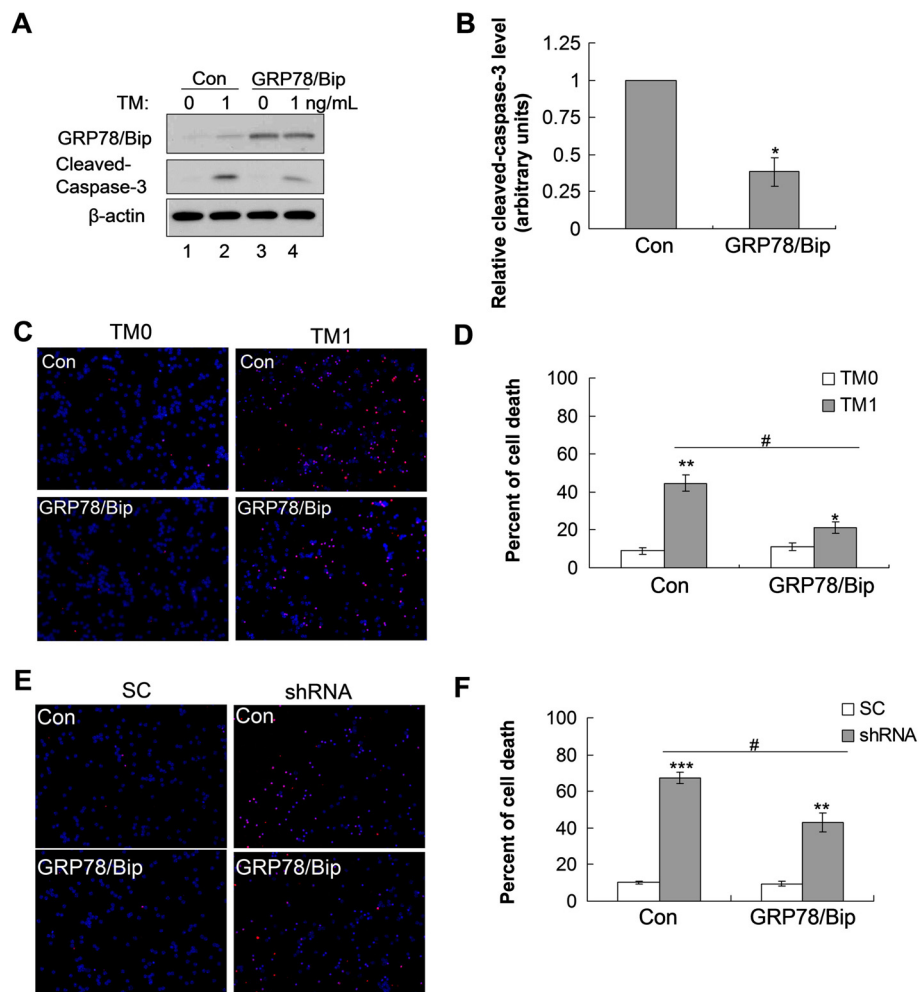 A
Con GRP78/Bip
TM: 0 1 0 1 ng/mL
GRP78/Bip
Cleaved-
Caspase-3
β-actin
1 2 3 4
B
Relative cleaved-caspase-3 level
(arbitrary units)
1
0.75
0.5
0.25
0
*
Con GRP78/Bip
C
TM0 TM1
Con Con
GRP78/Bip GRP78/Bip
D
Percent of cell death
TM0
TM1
100
80
60
40
20
0
#
**
*
Con GRP78/Bip
E
SC shRNA
Con Con
GRP78/Bip GRP78/Bip
F
Percent of cell death
SC
shRNA
100
80
60
40
20
0
#
***
**
Con GRP78/Bip